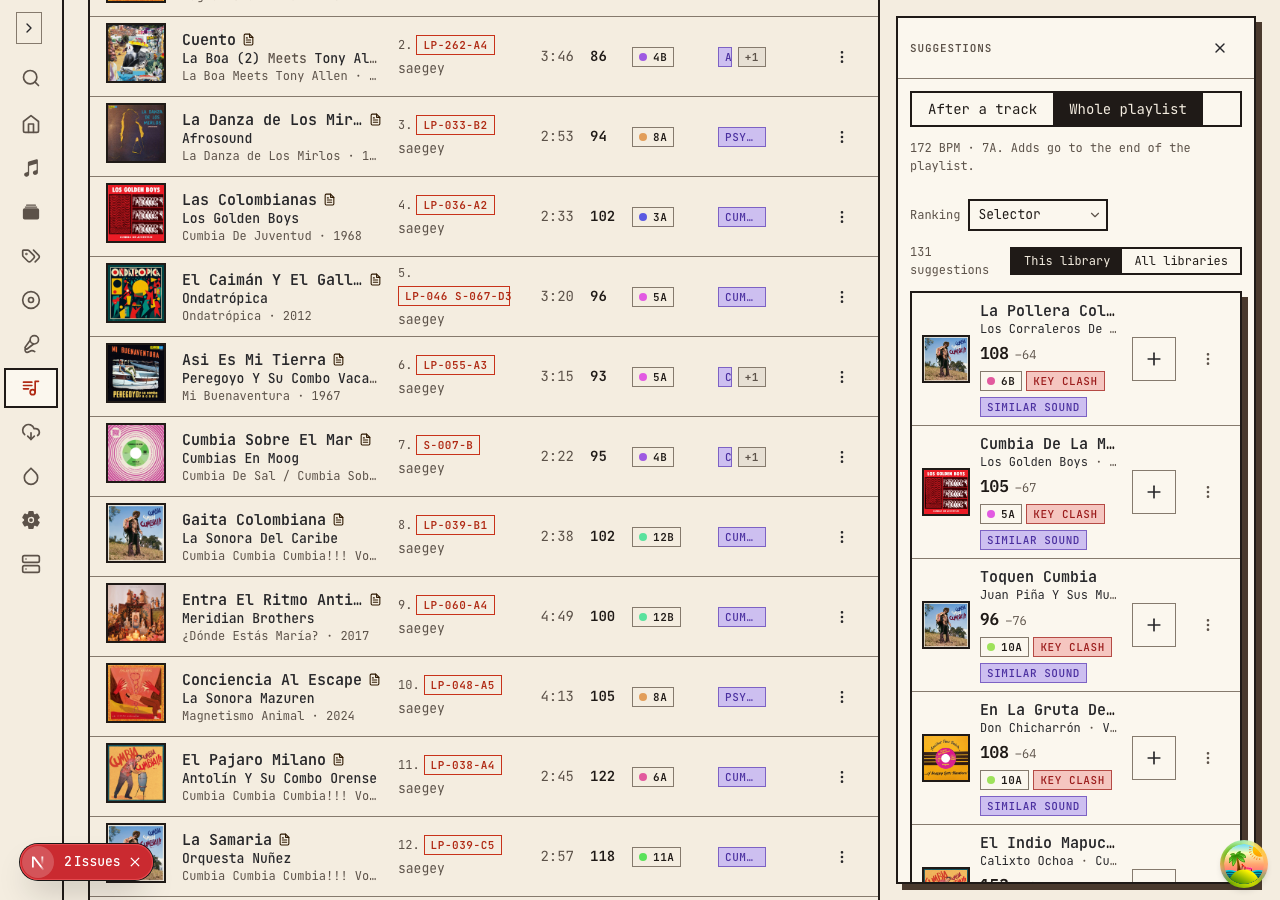 Cuento
La Boa (2) Meets Tony Al…
La Boa Meets Tony Allen · …
2. LP-262-A4
saegey
3:46 86 4B A +1
La Danza de Los Mir…
Afrosound
La Danza de Los Mirlos · 1…
3. LP-033-B2
saegey
2:53 94 8A PSY…
Las Colombianas
Los Golden Boys
Cumbia De Juventud · 1968
4. LP-036-A2
saegey
2:33 102 3A CUM…
El Caimán Y El Gall…
Ondatrópica
Ondatrópica · 2012
5.
LP-046 S-067-D3
saegey
3:20 96 5A CUM…
Asi Es Mi Tierra
Peregoyo Y Su Combo Vaca…
Mi Buenaventura · 1967
6. LP-055-A3
saegey
3:15 93 5A C +1
Cumbia Sobre El Mar
Cumbias En Moog
Cumbia De Sal / Cumbia Sob…
7. S-007-B
saegey
2:22 95 4B C +1
Gaita Colombiana
La Sonora Del Caribe
Cumbia Cumbia Cumbia!!! Vo…
8. LP-039-B1
saegey
2:38 102 12B CUM…
Entra El Ritmo Anti…
Meridian Brothers
¿Dónde Estás María? · 2017
9. LP-060-A4
saegey
4:49 100 12B CUM…
Conciencia Al Escape
La Sonora Mazuren
Magnetismo Animal · 2024
10. LP-048-A5
saegey
4:13 105 8A PSY…
El Pajaro Milano
Antolín Y Su Combo Orense
Cumbia Cumbia Cumbia!!! Vo…
11. LP-038-A4
saegey
2:45 122 6A CUM…
La Samaria
Orquesta Nuñez
Cumbia Cumbia Cumbia!!! Vo…
12. LP-039-C5
saegey
2:57 118 11A CUM…
N 2 Issues
SUGGESTIONS
After a track Whole playlist
172 BPM · 7A. Adds go to the end of the
playlist.
Ranking Selector
131
suggestions
This library All libraries
La Pollera Col…
Los Corraleros De …
108 −64
6B KEY CLASH
SIMILAR SOUND
Cumbia De La M…
Los Golden Boys · …
105 −67
5A KEY CLASH
SIMILAR SOUND
Toquen Cumbia
Juan Piña Y Sus Mu…
96 −76
10A KEY CLASH
SIMILAR SOUND
En La Gruta De…
Don Chicharrón · V…
108 −64
10A KEY CLASH
SIMILAR SOUND
El Indio Mapuc…
Calixto Ochoa · Cu…